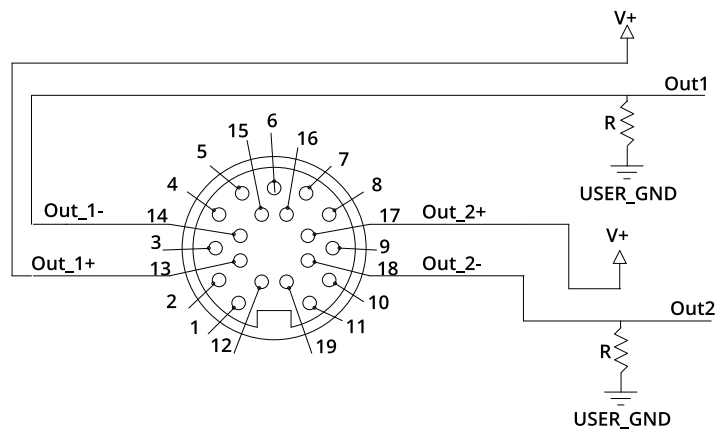 V+
Out1
R
USER_GND
6
15
16
5
7
4
8
Out_1-
14
17
Out_2+
3
9
V+
Out_1+
13
18
Out_2-
2
10
Out2
1
11
12
19
R
USER_GND